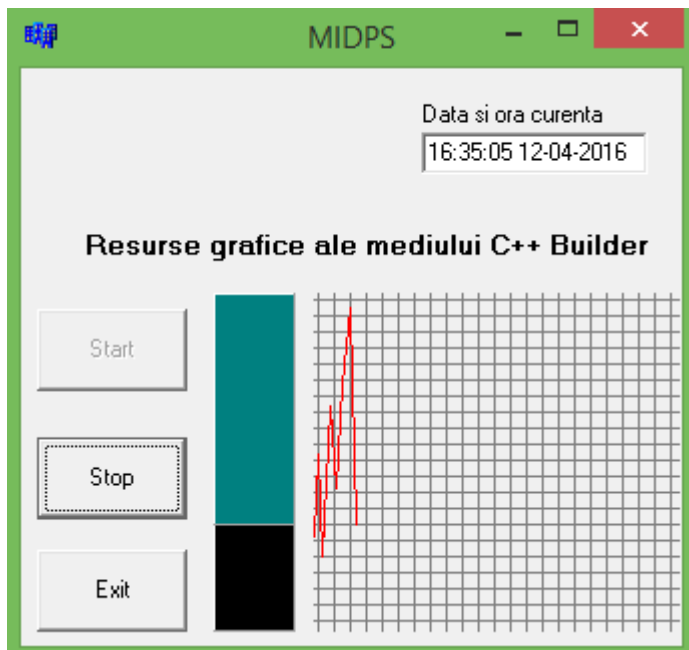 MIDPS
Data si ora curenta
16:35:05 12-04-2016
Resurse grafice ale mediului C++ Builder
Start
Stop
Exit